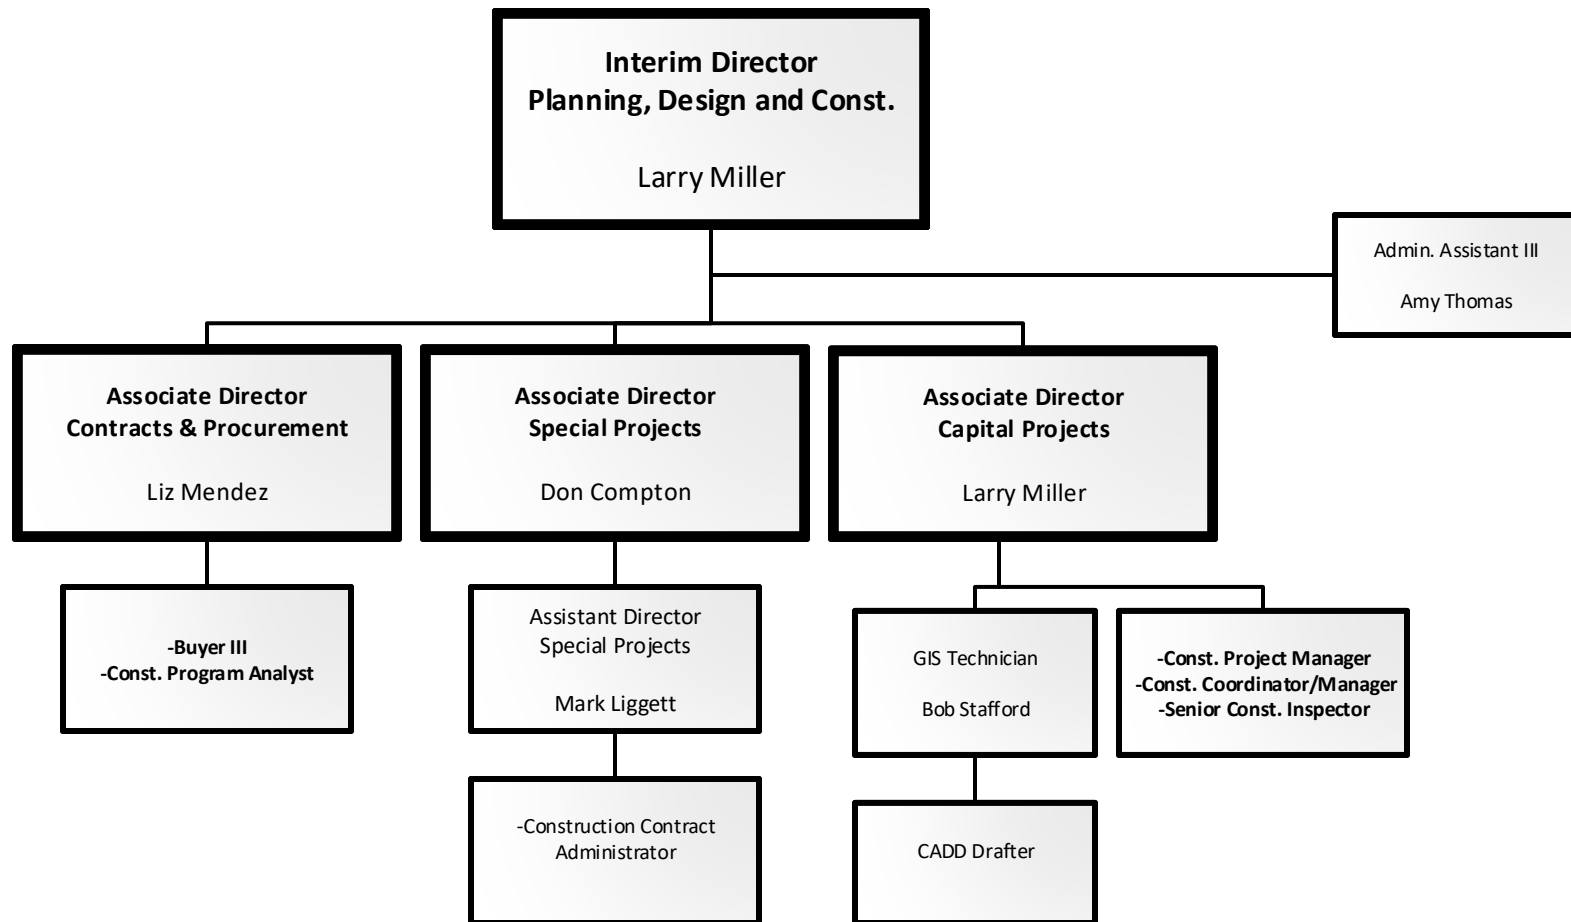 Interim Director
Planning, Design and Const.
Larry Miller
Admin. Assistant III
Amy Thomas
Associate Director
Contracts & Procurement
Liz Mendez
Associate Director
Special Projects
Don Compton
Associate Director
Capital Projects
Larry Miller
-Buyer III
-Const. Program Analyst
Assistant Director
Special Projects
Mark Liggett
GIS Technician
Bob Stafford
-Const. Project Manager
-Const. Coordinator/Manager
-Senior Const. Inspector
-Construction Contract
Administrator
CADD Drafter